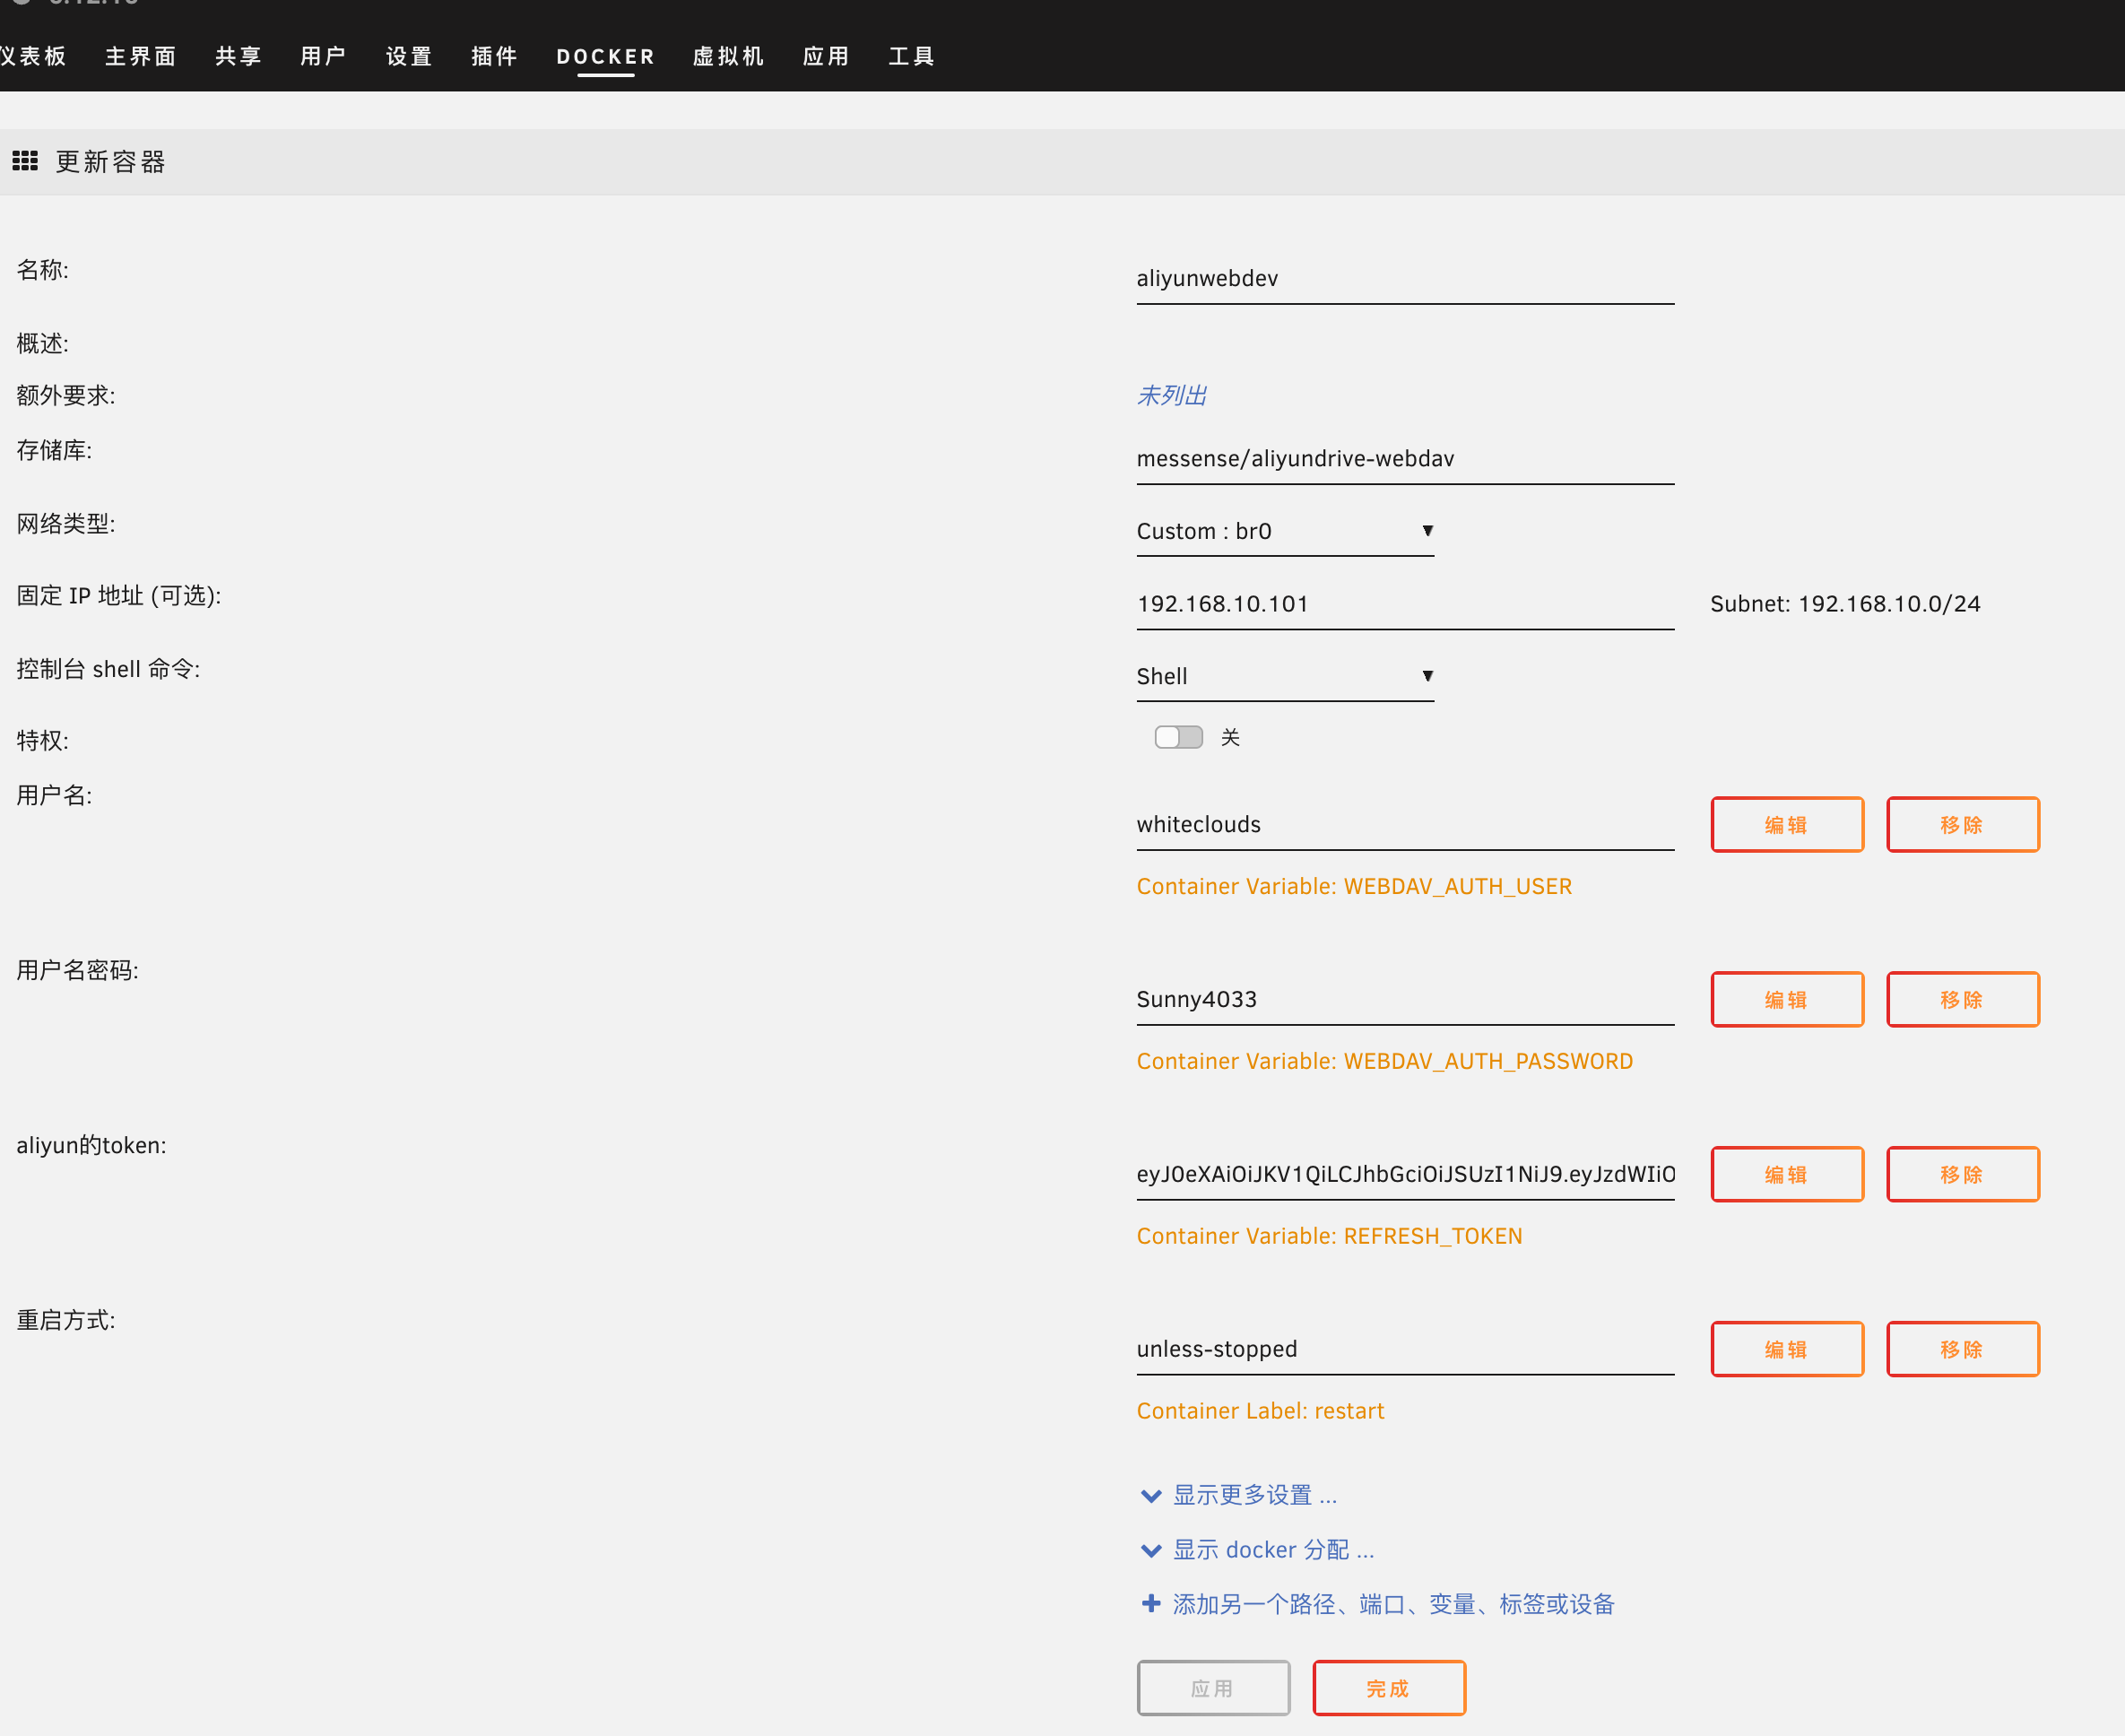 仪表板 主界面 共享 用户 设置 插件 DOCKER 虚拟机 应用 工具
更新容器
名称:
aliyunwebdev
概述:
额外要求:
未列出
存储库:
messense/aliyundrive-webdav
网络类型:
Custom : br0
固定 IP 地址 (可选):
192.168.10.101
Subnet: 192.168.10.0/24
控制台 shell 命令:
Shell
特权:
关
用户名:
whiteclouds
编辑 移除
Container Variable: WEBDAV_AUTH_USER
用户名密码:
Sunny4033
编辑 移除
Container Variable: WEBDAV_AUTH_PASSWORD
aliyun的token:
eyJ0eXAiOiJKV1QiLCJhbGciOiJSUzI1NiJ9.eyJzdWIiO
编辑 移除
Container Variable: REFRESH_TOKEN
重启方式:
unless-stopped
编辑 移除
Container Label: restart
显示更多设置 ...
显示 docker 分配 ...
添加另一个路径、端口、变量、标签或设备
应用 完成